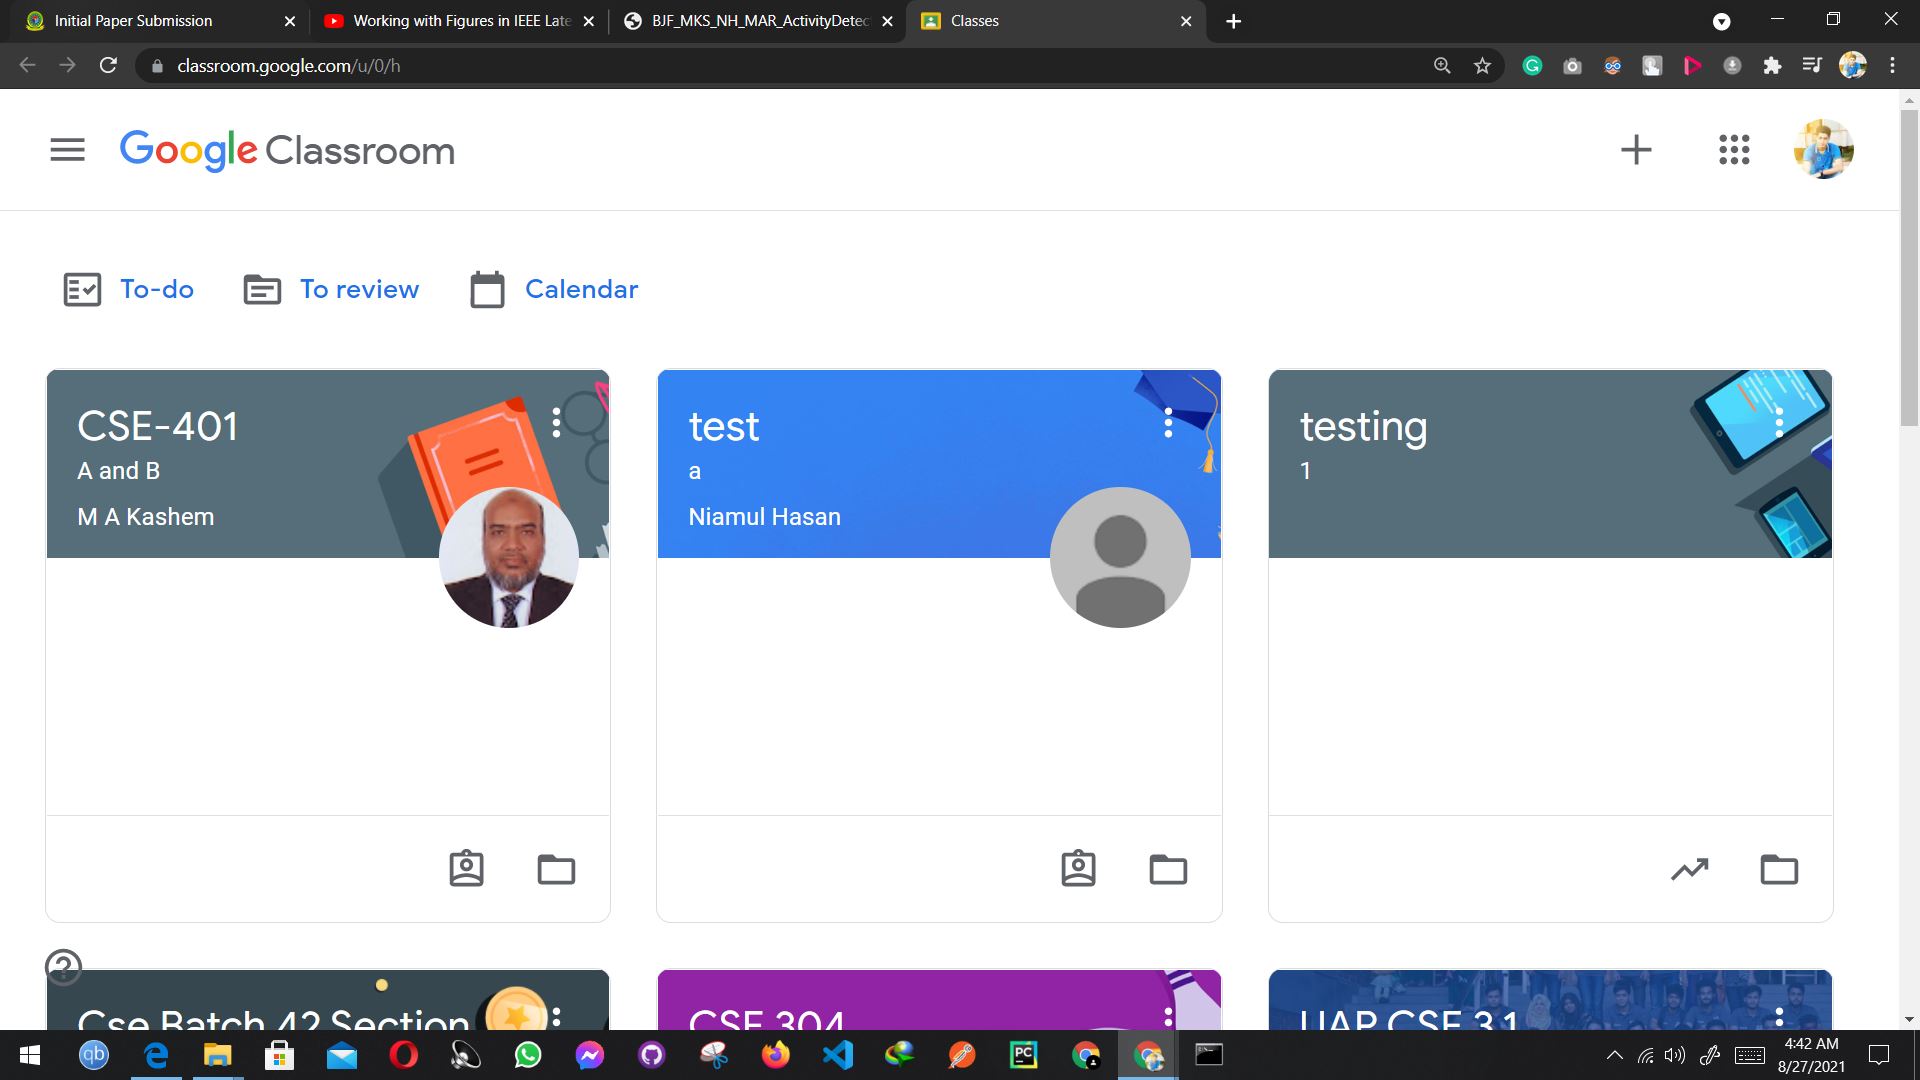 Initial Paper Submission
Working with Figures in IEEE Late
BJF_MKS_NH_MAR_ActivityDetec
Classes
classroom.google.com/u/0/h
Google Classroom
To-do
To review
Calendar
CSE-401
A and B
M A Kashem
test
a
Niamul Hasan
testing
1
Cse Batch 42 Section
CSE 304
UAP CSE 3.1
qb
PC
4:42 AM
8/27/2021